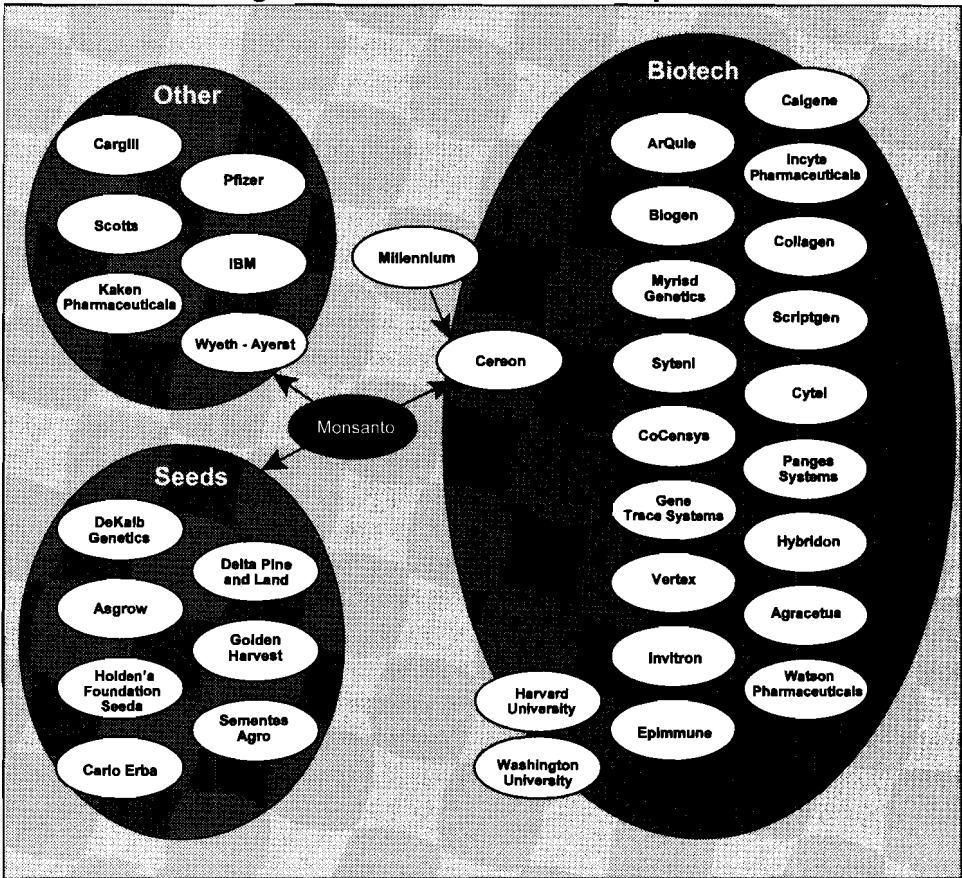 Other
Cargill
Pfizer
Scotts
IBM
Kaken
Pharmaceuticals
Wyeth - Ayerst
Millennium
Cereon
Monsanto
Seeds
DeKalb
Genetics
Delta Pine
and Land
Asgrow
Golden
Harvest
Holden's
Foundation
Seeds
Sementes
Agro
Carlo Erba
Biotech
Calgene
ArQule
Incyte
Pharmaceuticals
Biogen
Collagen
Myriad
Genetics
Scriptgen
Syteni
Cytel
CoCensys
Panges
Systems
Gene
Trace Systems
Hybridon
Vertex
Agracetua
Invitron
Watson
Pharmaceuticals
Harvard
University
Epimmune
Washington
University